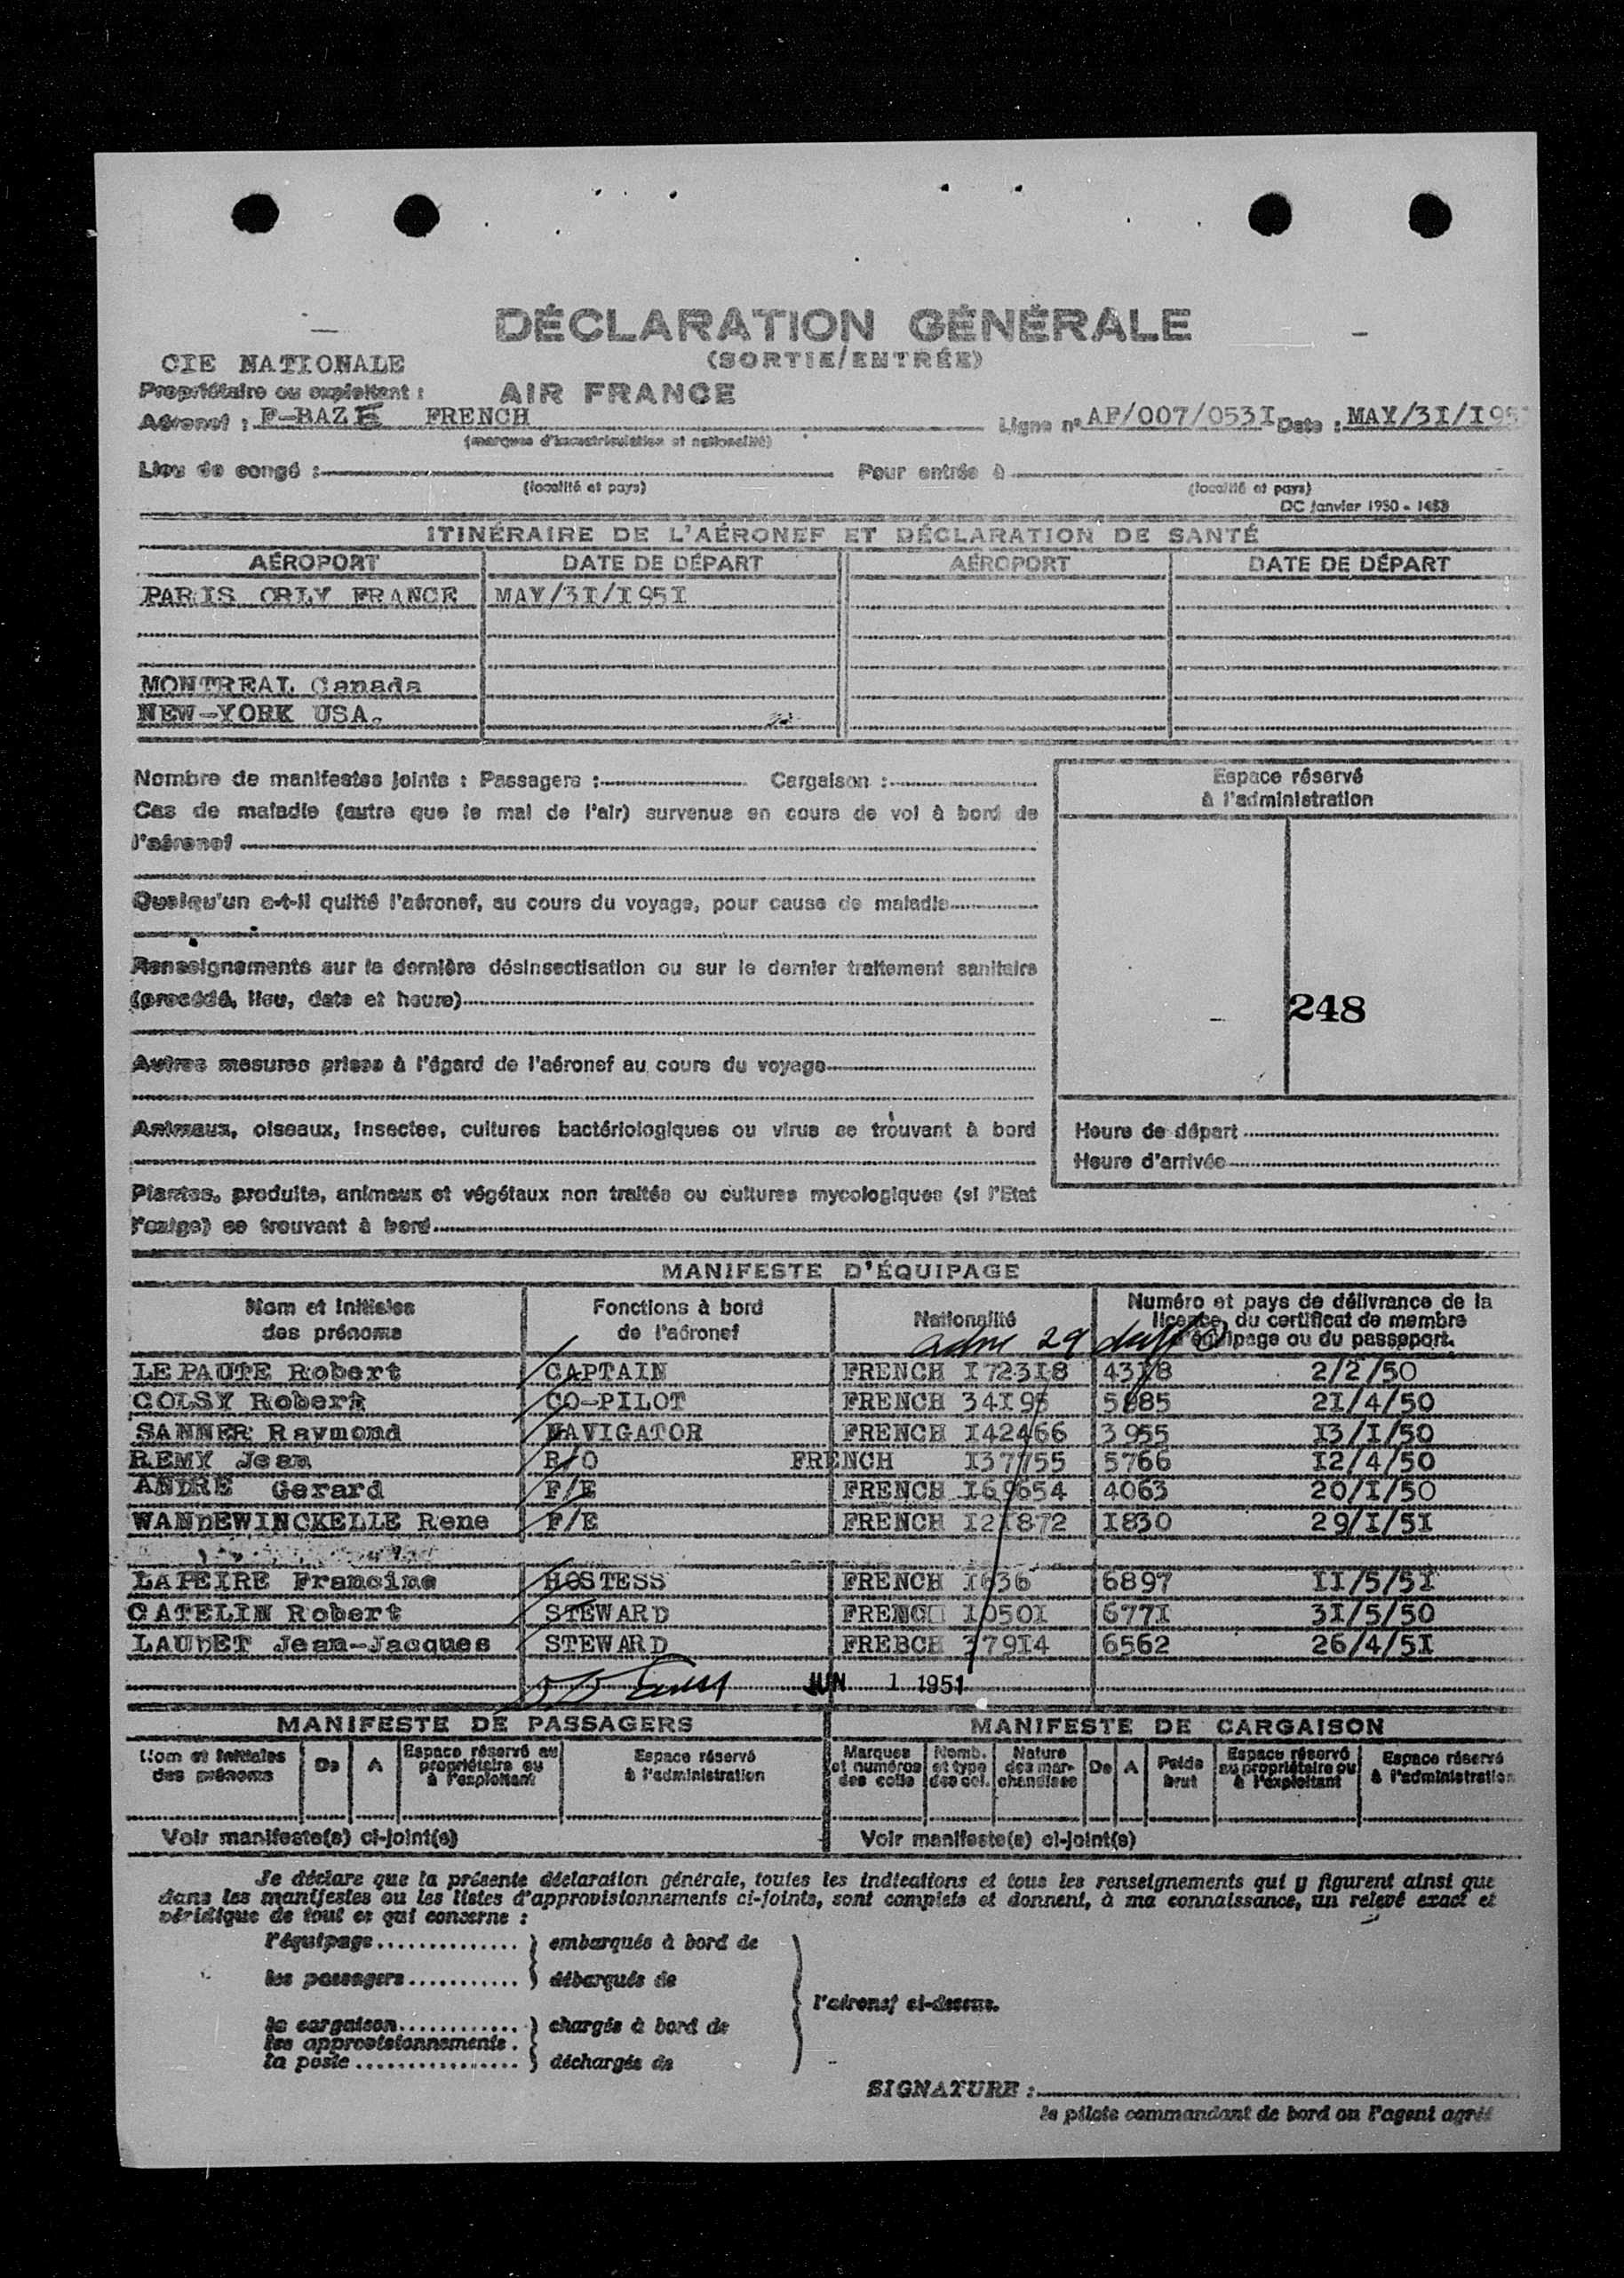 DÉCLARATION GÉNÉRALE
(SORTIE/ENTRÉE)
CIE NATIONALE
Propriétaire ou exploitant : AIR FRANCE
Aéronef : F-BAZE FRENCH Ligne n° AF/007/053I Date : MAY/3I/I95
(marques d'immatriculation et nationalité)
Lieu de congé : Pour entrée à
(localité et pays) (localité et pays)
DC Janvier 1950 - 1458
ITINÉRAIRE DE L'AÉRONEF ET DÉCLARATION DE SANTÉ
AÉROPORT DATE DE DÉPART AÉROPORT DATE DE DÉPART
PARIS ORLY FRANCE MAY/3I/I95I
MONTREAL Canada
NEW-YORK USA.
Nombre de manifestes joints : Passagers : Cargaison :
Espace réservé
à l'administration
Cas de maladie (autre que le mal de l'air) survenus en cours de vol à bord de
l'aéronef
Quelqu'un a-t-il quitté l'aéronef, au cours du voyage, pour cause de maladie
Renseignements sur la dernière désinsectisation ou sur le dernier traitement sanitaire
(procédé, lieu, date et heure)
248
Autres mesures prises à l'égard de l'aéronef au cours du voyage
Animaux, oiseaux, insectes, cultures bactériologiques ou virus se trouvant à bord
Heure de départ
Heure d'arrivée
Plantes, produits, animaux et végétaux non traités ou cultures mycologiques (si l'Etat
l'exige) se trouvant à bord
MANIFESTE D'ÉQUIPAGE
Nom et Initiales
des prénoms
Fonctions à bord
de l'aéronef
Nationalité
Numéro et pays de délivrance de la
licence, du certificat de membre
d'équipage ou du passeport.
adm 29
LEPAUTE Robert CAPTAIN FRENCH I723I8 43I8 2/2/50
COLSY Robert CO-PILOT FRENCH 34I95 5885 2I/4/50
SANNER Raymond NAVIGATOR FRENCH I42466 3955 I3/I/50
REMY Jean R/O FRENCH I37755 5766 I2/4/50
ANDRE Gerard F/E FRENCH I69654 4063 20/I/50
WANDEWINCKELLE Rene F/E FRENCH I2I872 I830 29/I/5I
LAPEIRE Francine HOSTESS FRENCH I636 6897 II/5/5I
CATELIN Robert STEWARD FRENC I050I 677I 3I/5/50
LAUDET Jean-Jacques STEWARD FREBCH 379I4 6562 26/4/5I
JUN 1 1951
MANIFESTE DE PASSAGERS MANIFESTE DE CARGAISON
Nom et Initiales
des prénoms
De A
Espace réservé au
propriétaire ou
à l'exploitant
Espace réservé
à l'administration
Marques
et numéros
des colis
Nomb.
et type
des col.
Nature
des mar-
chandises
De A
Poids
brut
Espace réservé
au propriétaire ou
à l'exploitant
Espace réservé
à l'administration
Voir manifeste(s) ci-joint(s) Voir manifeste(s) ci-joint(s)
Je déclare que la présente déclaration générale, toutes les indications et tous les renseignements qui y figurent ainsi que
dans les manifestes ou les listes d'approvisionnements ci-joints, sont complets et donnent, à ma connaissance, un relevé exact et
véridique de tout ce qui concerne :
l'équipage .............. } embarqués à bord de
les passagers ........... } débarqués de
l'aéronef ci-dessus.
la cargaison ............ } chargés à bord de
les approvisionnements .
la poste ................ } déchargés de
SIGNATURE :
le pilote commandant de bord ou l'agent agréé